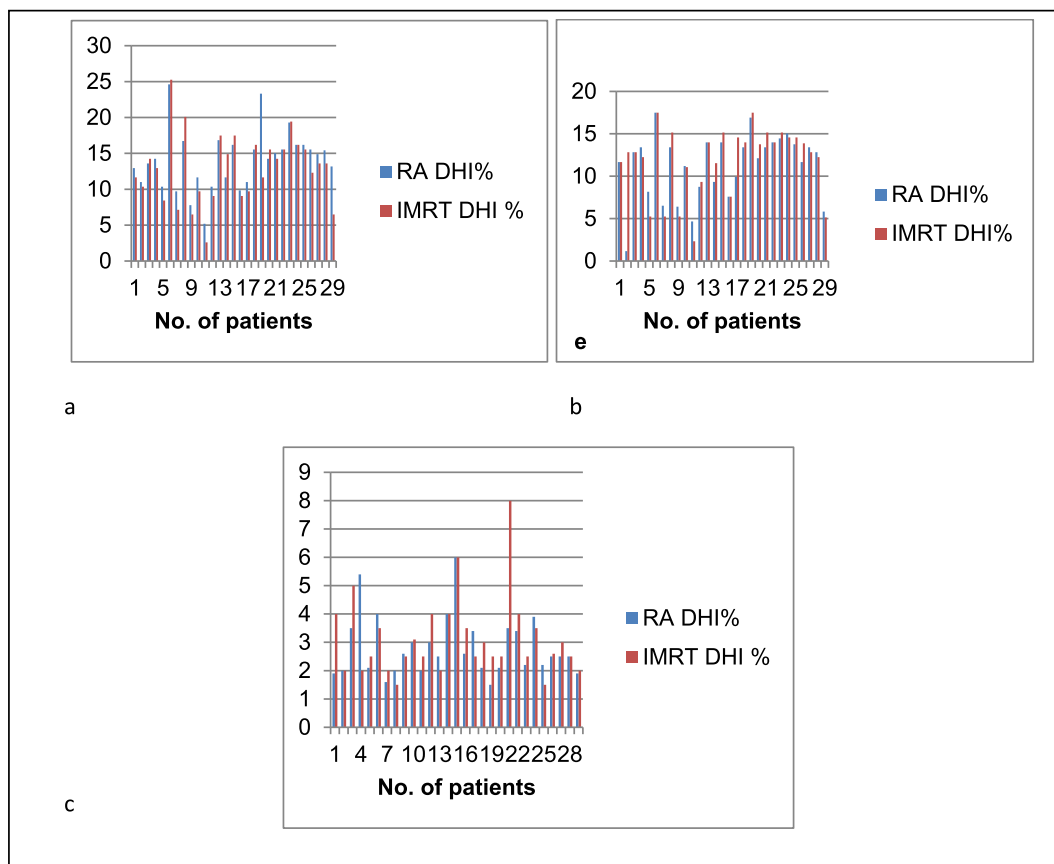 30
25
20
15
10
5
0
1 5 9 13 17 21 25 29
No. of patients
RA DHI%
IMRT DHI %
a
20
15
10
5
0
1 5 9 13 17 21 25 29
No. of patients
RA DHI%
IMRT DHI%
e
b
9
8
7
6
5
4
3
2
1
0
1 4 7 10 13 16 19 22 25 28
No. of patients
RA DHI%
IMRT DHI %
c